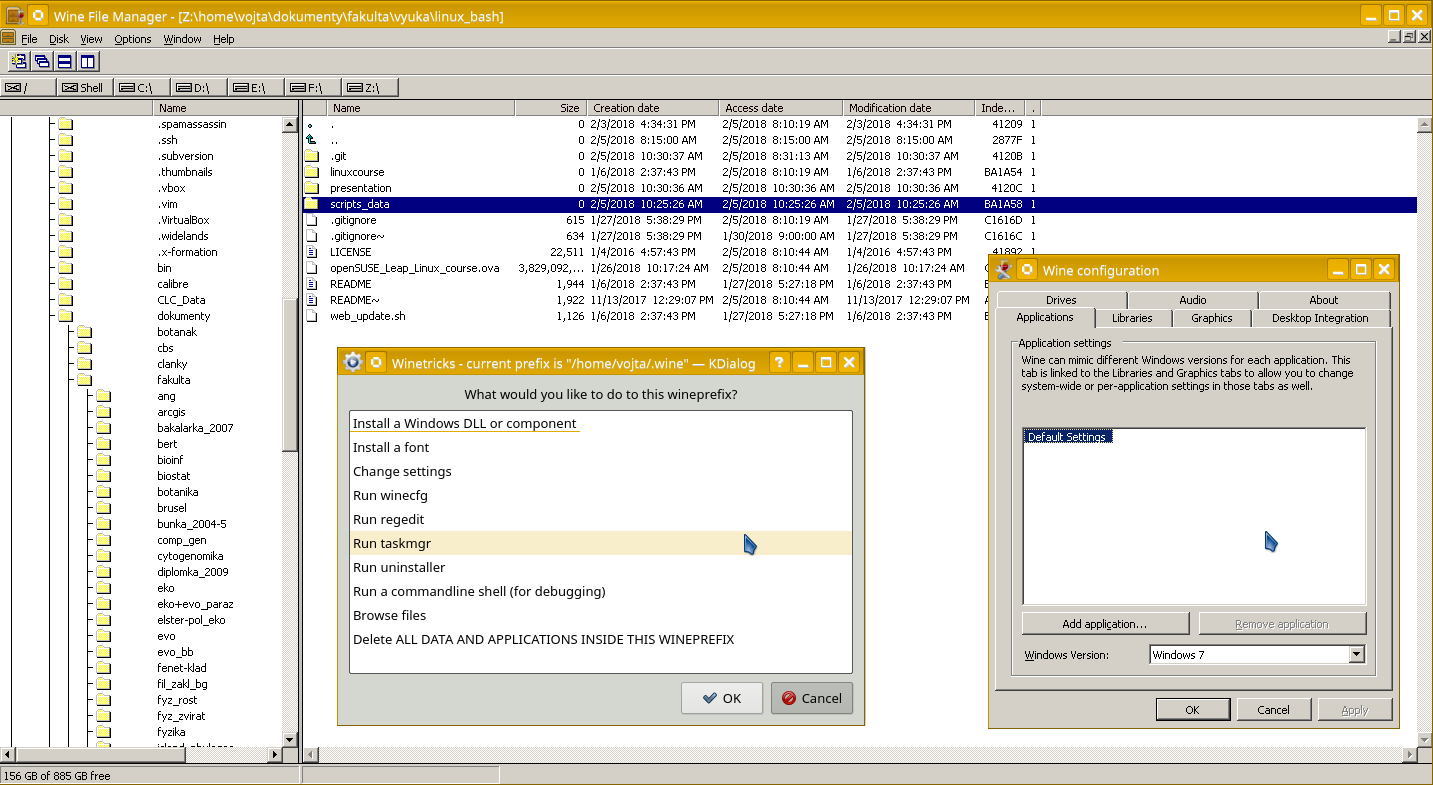 Wine File Manager - [Z:\home\vojta\dokumenty\fakulta\vyuka\linux_bash]
File Disk View Options Window Help
/ Shell C:\ D:\ E:\ F:\ Z:\
Name
.spamassassin
.ssh
.subversion
.thumbnails
.vbox
.vim
.VirtualBox
.widelands
.x-formation
bin
calibre
CLC_Data
dokumenty
botanak
cbs
clanky
fakulta
ang
arcgis
bakalarka_2007
bert
bioinf
biostat
botanika
brusel
bunka_2004-5
comp_gen
cytogenomika
diplomka_2009
eko
eko+evo_paraz
elster-pol_eko
evo
evo_bb
fenet-klad
fil_zakl_bg
fyz_rost
fyz_zvirat
fyzika
Name Size Creation date Access date Modification date Inde... .
. 0 2/3/2018 4:34:31 PM 2/5/2018 8:10:19 AM 2/3/2018 4:34:31 PM 41209 1
.. 0 2/5/2018 8:15:00 AM 2/5/2018 8:15:00 AM 2/5/2018 8:15:00 AM 2877F 1
.git 0 2/5/2018 10:30:37 AM 2/5/2018 8:31:13 AM 2/5/2018 10:30:37 AM 4120B 1
linuxcourse 0 1/6/2018 2:37:43 PM 2/5/2018 8:10:19 AM 1/6/2018 2:37:43 PM BA1A54 1
presentation 0 2/5/2018 10:30:36 AM 2/5/2018 10:30:36 AM 2/5/2018 10:30:36 AM 4120C 1
scripts_data 0 2/5/2018 10:25:26 AM 2/5/2018 10:25:26 AM 2/5/2018 10:25:26 AM BA1A58 1
.gitignore 615 1/27/2018 5:38:29 PM 2/5/2018 8:10:19 AM 1/27/2018 5:38:29 PM C1616D 1
.gitignore~ 634 1/27/2018 5:38:29 PM 1/30/2018 9:00:00 AM 1/27/2018 5:38:29 PM C1616C 1
LICENSE 22,511 1/4/2016 4:57:43 PM 2/5/2018 8:10:44 AM 1/4/2016 4:57:43 PM 41892 1
openSUSE_Leap_Linux_course.ova 3,829,092,... 1/26/2018 10:17:24 AM 2/5/2018 8:10:44 AM 1/26/2018 10:17:24 AM
README 1,944 1/6/2018 2:37:43 PM 1/27/2018 5:27:18 PM 1/6/2018 2:37:43 PM
README~ 1,922 11/13/2017 12:29:07 PM 2/5/2018 8:10:44 AM 11/13/2017 12:29:07 PM
web_update.sh 1,126 1/6/2018 2:37:43 PM 1/27/2018 5:27:18 PM 1/6/2018 2:37:43 PM
Winetricks - current prefix is "/home/vojta/.wine" — KDialog
What would you like to do to this wineprefix?
Install a Windows DLL or component
Install a font
Change settings
Run winecfg
Run regedit
Run taskmgr
Run uninstaller
Run a commandline shell (for debugging)
Browse files
Delete ALL DATA AND APPLICATIONS INSIDE THIS WINEPREFIX
OK Cancel
Wine configuration
Drives Audio About
Applications Libraries Graphics Desktop Integration
Application settings
Wine can mimic different Windows versions for each application. This
tab is linked to the Libraries and Graphics tabs to allow you to change
system-wide or per-application settings in those tabs as well.
Default Settings
Add application... Remove application
Windows Version: Windows 7
OK Cancel Apply
156 GB of 885 GB free